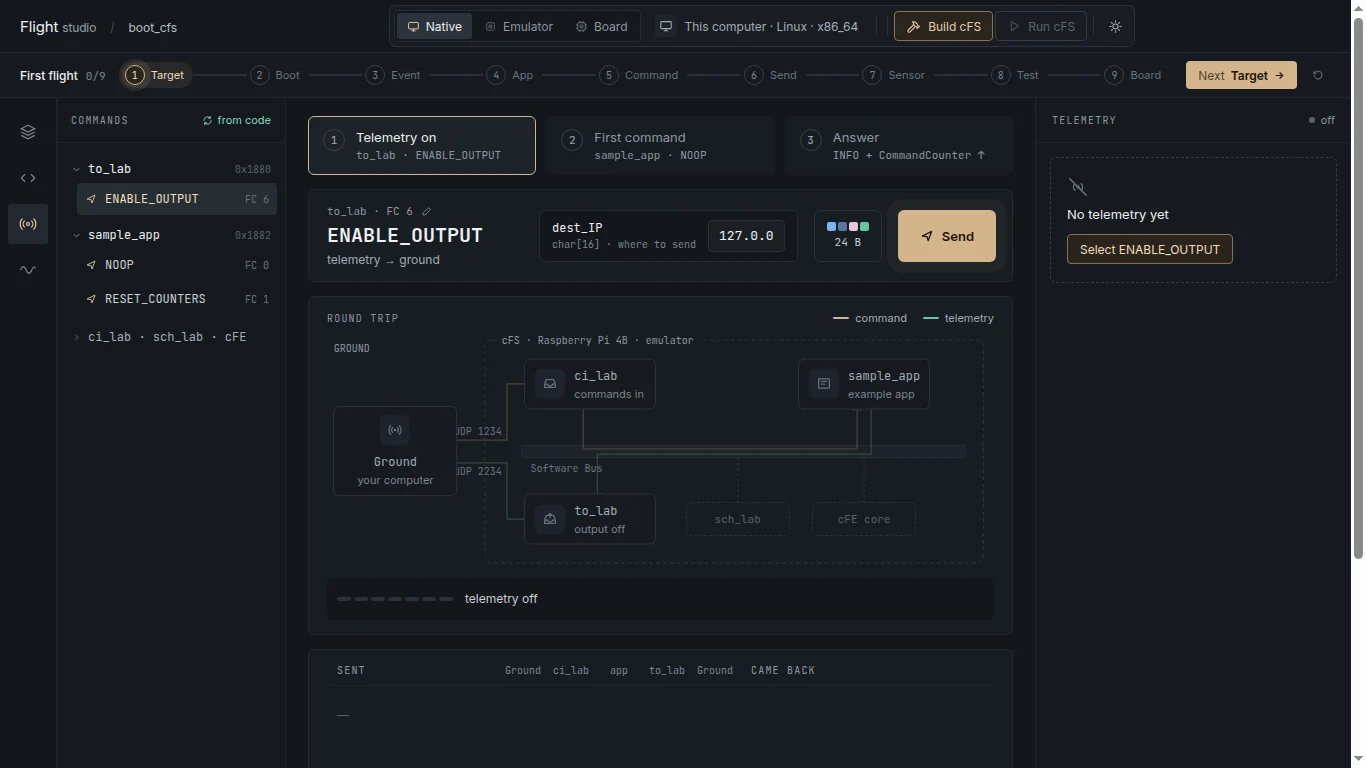 Flight studio / boot_cfs
Native Emulator Board This computer · Linux · x86_64 Build cFS Run cFS
First flight 0/9 1 Target 2 Boot 3 Event 4 App 5 Command 6 Send 7 Sensor 8 Test 9 Board Next Target →
COMMANDS from code
to_lab 0x1880
ENABLE_OUTPUT FC 6
sample_app 0x1882
NOOP FC 0
RESET_COUNTERS FC 1
ci_lab · sch_lab · cFE
1 Telemetry on
to_lab · ENABLE_OUTPUT
2 First command
sample_app · NOOP
3 Answer
INFO + CommandCounter ↑
to_lab · FC 6
ENABLE_OUTPUT
telemetry → ground
dest_IP
char[16] · where to send
127.0.0
24 B
Send
ROUND TRIP command telemetry
GROUND
cFS · Raspberry Pi 4B · emulator
ci_lab
commands in
sample_app
example app
UDP 1234
Ground
your computer
UDP 2234
Software Bus
to_lab
output off
sch_lab
cFE core
telemetry off
SENT Ground ci_lab app to_lab Ground CAME BACK
—
TELEMETRY off
No telemetry yet
Select ENABLE_OUTPUT